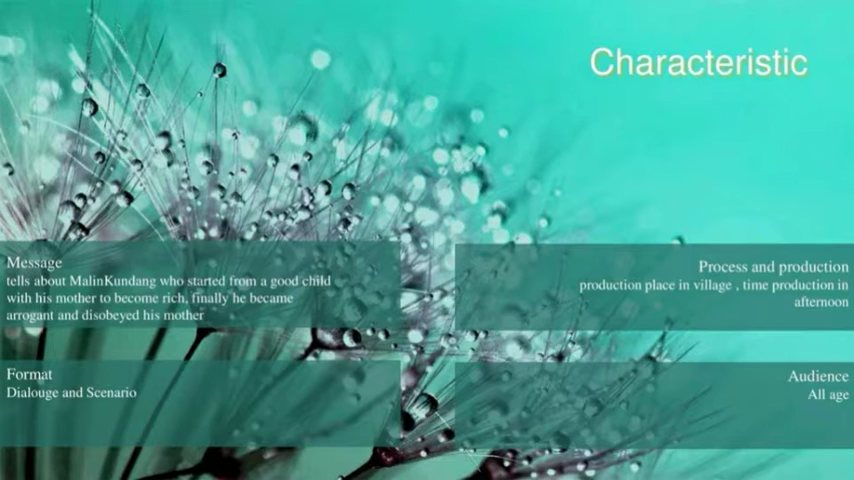 Characteristic
Message
tells about MalinKundang who started from a good child
with his mother to become rich, finally he became
arrogant and disobeyed his mother
Process and production
production place in village , time production in
afternoon
Format
Dialouge and Scenario
Audience
All age